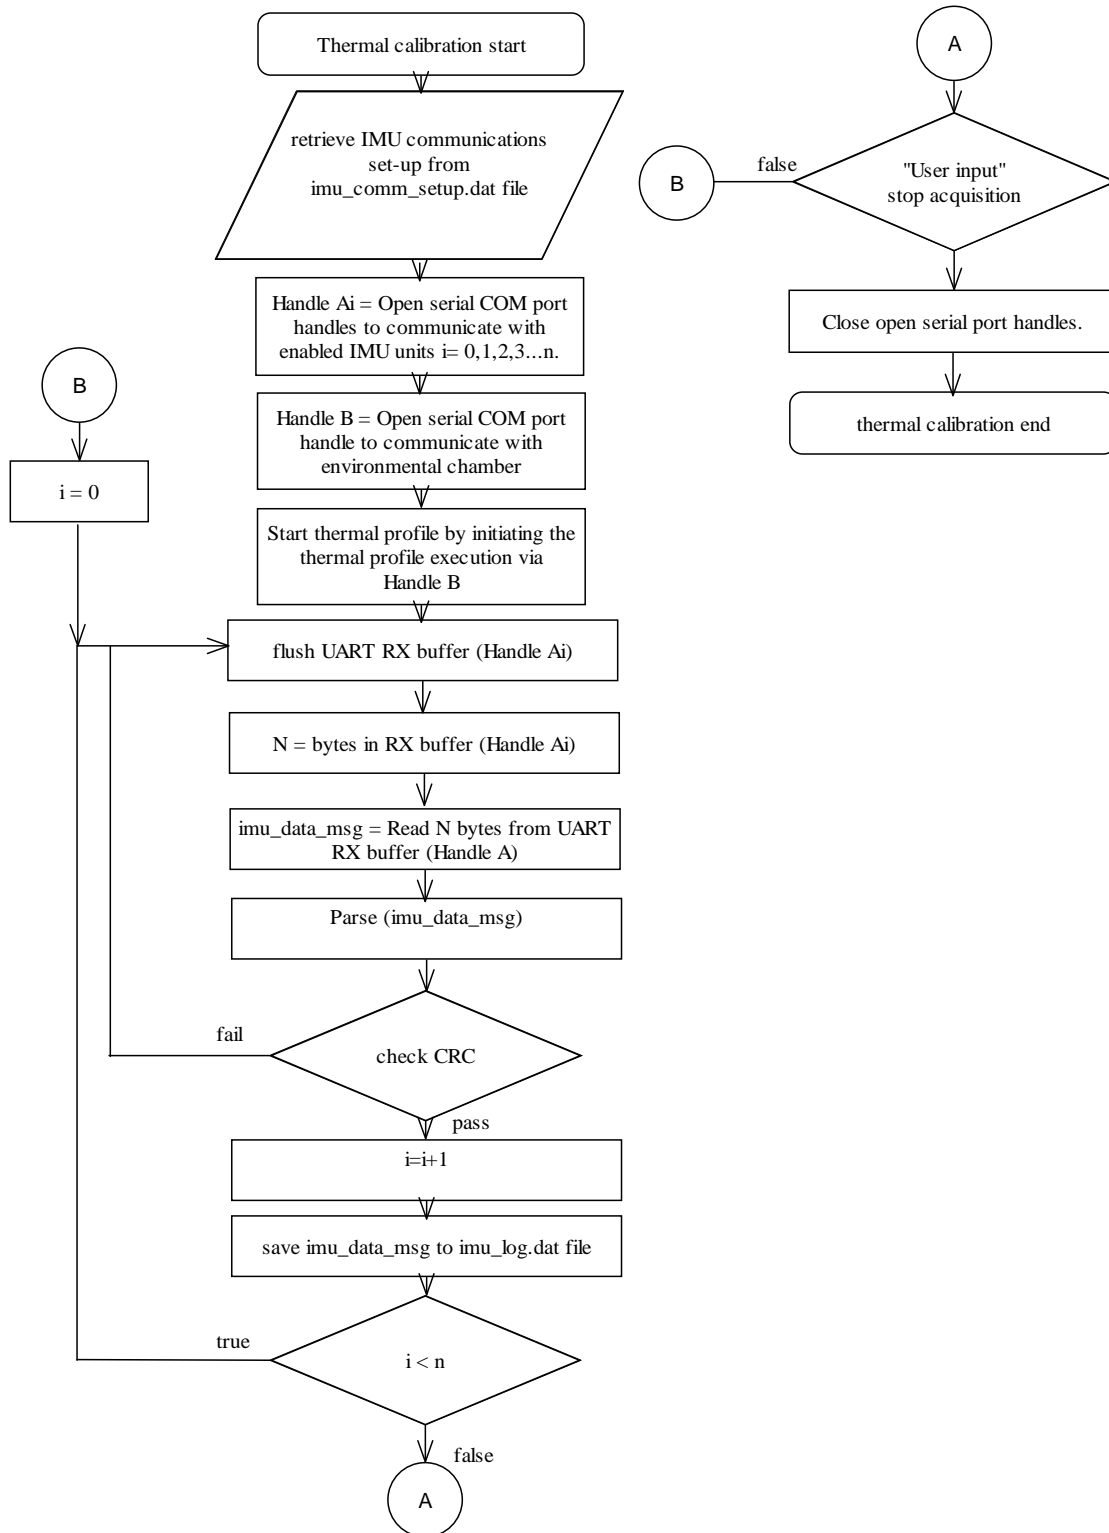 Thermal calibration start
retrieve IMU communications
set-up from
imu_comm_setup.dat file
Handle Ai = Open serial COM port
handles to communicate with
enabled IMU units i= 0,1,2,3...n.
Handle B = Open serial COM port
handle to communicate with
environmental chamber
Start thermal profile by initiating the
thermal profile execution via
Handle B
B
i = 0
flush UART RX buffer (Handle Ai)
N = bytes in RX buffer (Handle Ai)
imu_data_msg = Read N bytes from UART
RX buffer (Handle A)
Parse (imu_data_msg)
fail
check CRC
pass
i=i+1
save imu_data_msg to imu_log.dat file
true
i < n
false
A
A
false
B
"User input"
stop acquisition
Close open serial port handles.
thermal calibration end